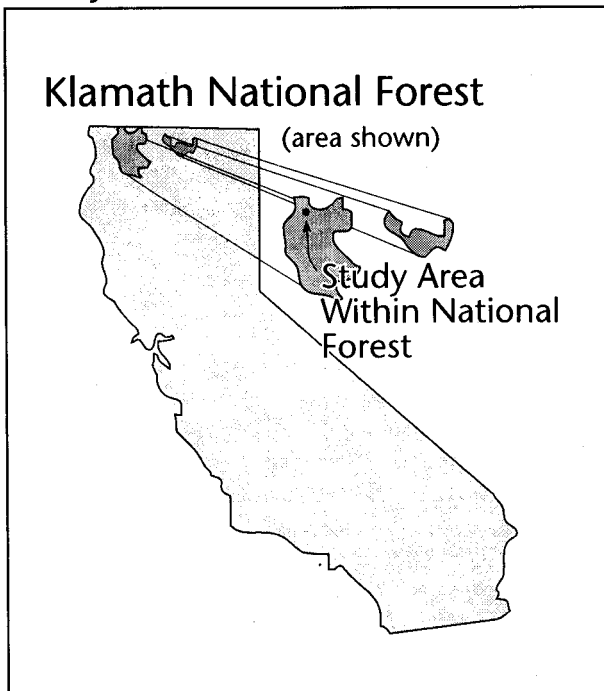 Klamath National Forest
(area shown)
Study Area
Within National
Forest